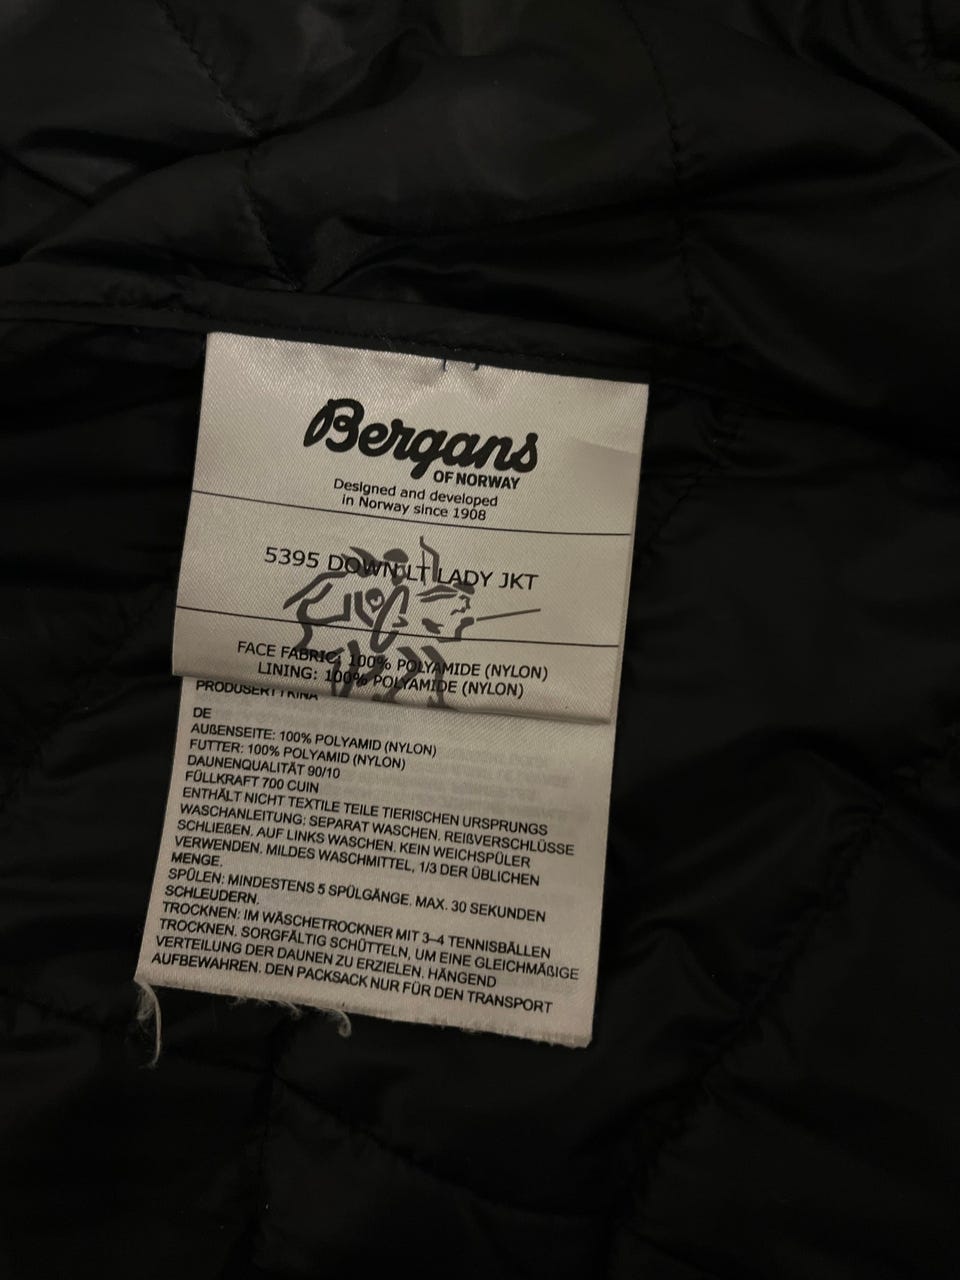 Bergans
OF NORWAY
Designed and developed
in Norway since 1908
5395 DOWN LT LADY JKT
FACE FABRIC: 100% POLYAMIDE (NYLON)
LINING: 100% POLYAMIDE (NYLON)
PRODUSERT I KINA
DE
AUßENSEITE: 100% POLYAMID (NYLON)
FUTTER: 100% POLYAMID (NYLON)
DAUNENQUALITÄT 90/10
FÜLLKRAFT 700 CUIN
ENTHÄLT NICHT TEXTILE TEILE TIERISCHEN URSPRUNGS
WASCHANLEITUNG: SEPARAT WASCHEN. REIßVERSCHLÜSSE
SCHLIEßEN. AUF LINKS WASCHEN. KEIN WEICHSPÜLER
VERWENDEN. MILDES WASCHMITTEL, 1/3 DER ÜBLICHEN
MENGE.
SPÜLEN: MINDESTENS 5 SPÜLGÄNGE. MAX. 30 SEKUNDEN
SCHLEUDERN.
TROCKNEN: IM WÄSCHETROCKNER MIT 3–4 TENNISBÄLLEN
TROCKNEN. SORGFÄLTIG SCHÜTTELN, UM EINE GLEICHMÄßIGE
VERTEILUNG DER DAUNEN ZU ERZIELEN. HÄNGEND
AUFBEWAHREN. DEN PACKSACK NUR FÜR DEN TRANSPORT